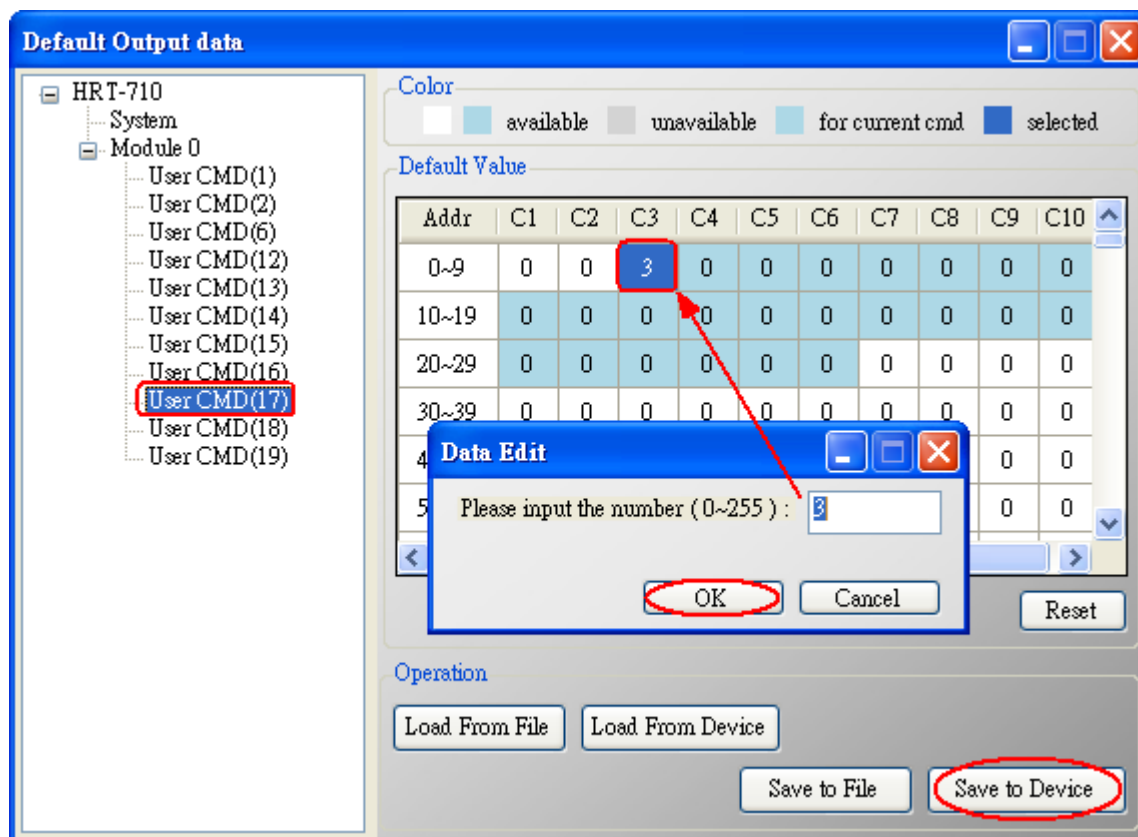 Default Output data
HRT-710
System
Module 0
User CMD(1)
User CMD(2)
User CMD(6)
User CMD(12)
User CMD(13)
User CMD(14)
User CMD(15)
User CMD(16)
User CMD(17)
User CMD(18)
User CMD(19)
Color
available unavailable for current cmd selected
Default Value
Addr C1 C2 C3 C4 C5 C6 C7 C8 C9 C10
0~9 0 0 3 0 0 0 0 0 0 0
10~19 0 0 0 0 0 0 0 0 0 0
20~29 0 0 0 0 0 0 0 0 0 0
30~39 0 0 0 0 0 0 0 0 0 0
4 0 0
5 0 0
Data Edit
Please input the number ( 0~255 ) : 3
OK Cancel
Reset
Operation
Load From File Load From Device
Save to File Save to Device